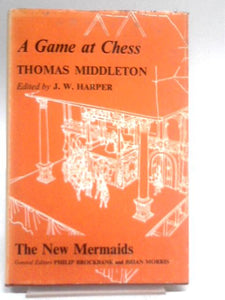 A Game at Chess
THOMAS MIDDLETON
Edited by J. W. HARPER
The New Mermaids
General Editors PHILIP BROCKBANK and BRIAN MORRIS